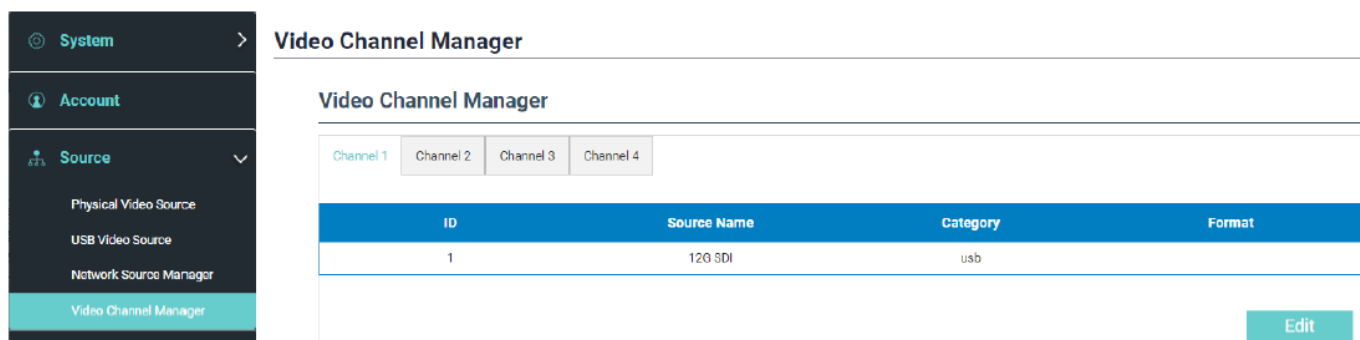 System
Account
Source
Physical Video Source
USB Video Source
Network Source Manager
Video Channel Manager
Video Channel Manager
Video Channel Manager
Channel 1 Channel 2 Channel 3 Channel 4
ID Source Name Category Format
1 12G SDI usb
Edit